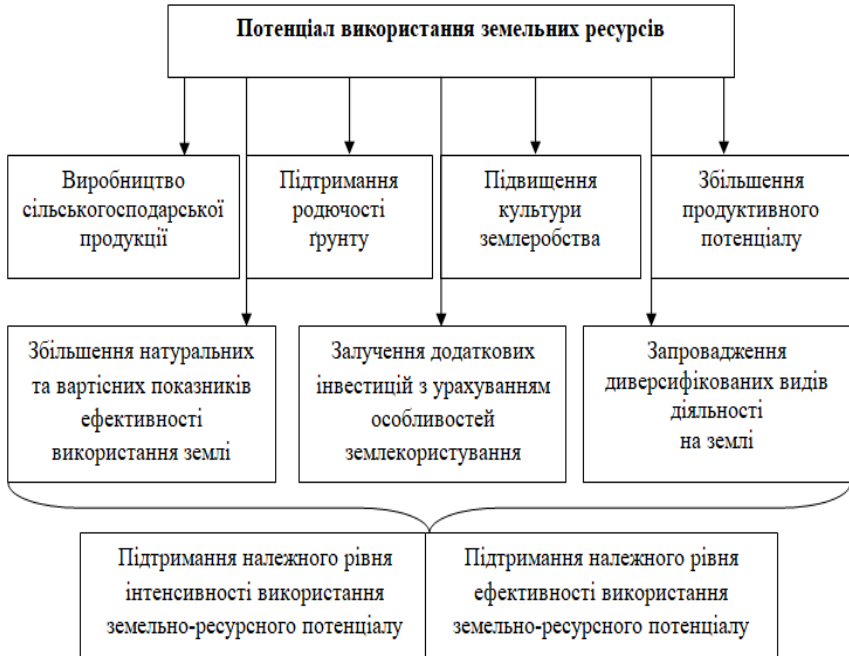 Потенціал використання земельних ресурсів
Виробництво
сільськогосподарської
продукції
Підтримання
родючості
ґрунту
Підвищення
культури
землеробства
Збільшення
продуктивного
потенціалу
Збільшення натуральних
та вартісних показників
ефективності
використання землі
Залучення додаткових
інвестицій з урахуванням
особливостей
землекористування
Запровадження
диверсифікованих видів
діяльності
на землі
Підтримання належного рівня
інтенсивності використання
земельно-ресурсного потенціалу
Підтримання належного рівня
ефективності використання
земельно-ресурсного потенціалу